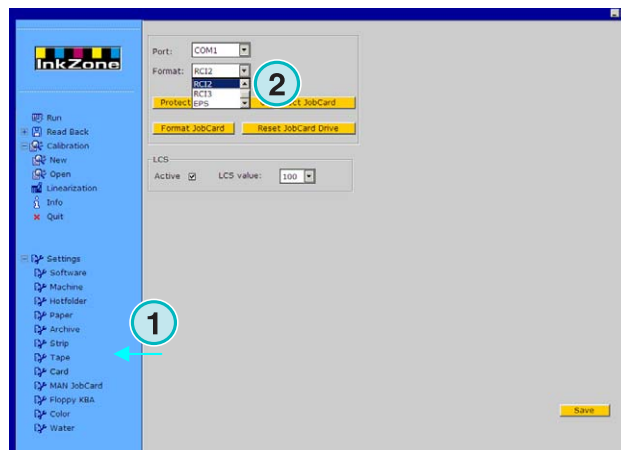 InkZone
Run
Read Back
Calibration
New
Open
Linearization
Info
Quit
Settings
Software
Machine
Hotfolder
Paper
Archive
Strip
Tape
Card
MAN JobCard
Floppy KBA
Color
Water
1
Port: COM1
Format: RCI2
RCI2
RCI3
EPS
2
Protect
JobCard
Format JobCard Reset JobCard Drive
LCS
Active LCS value: 100
Save